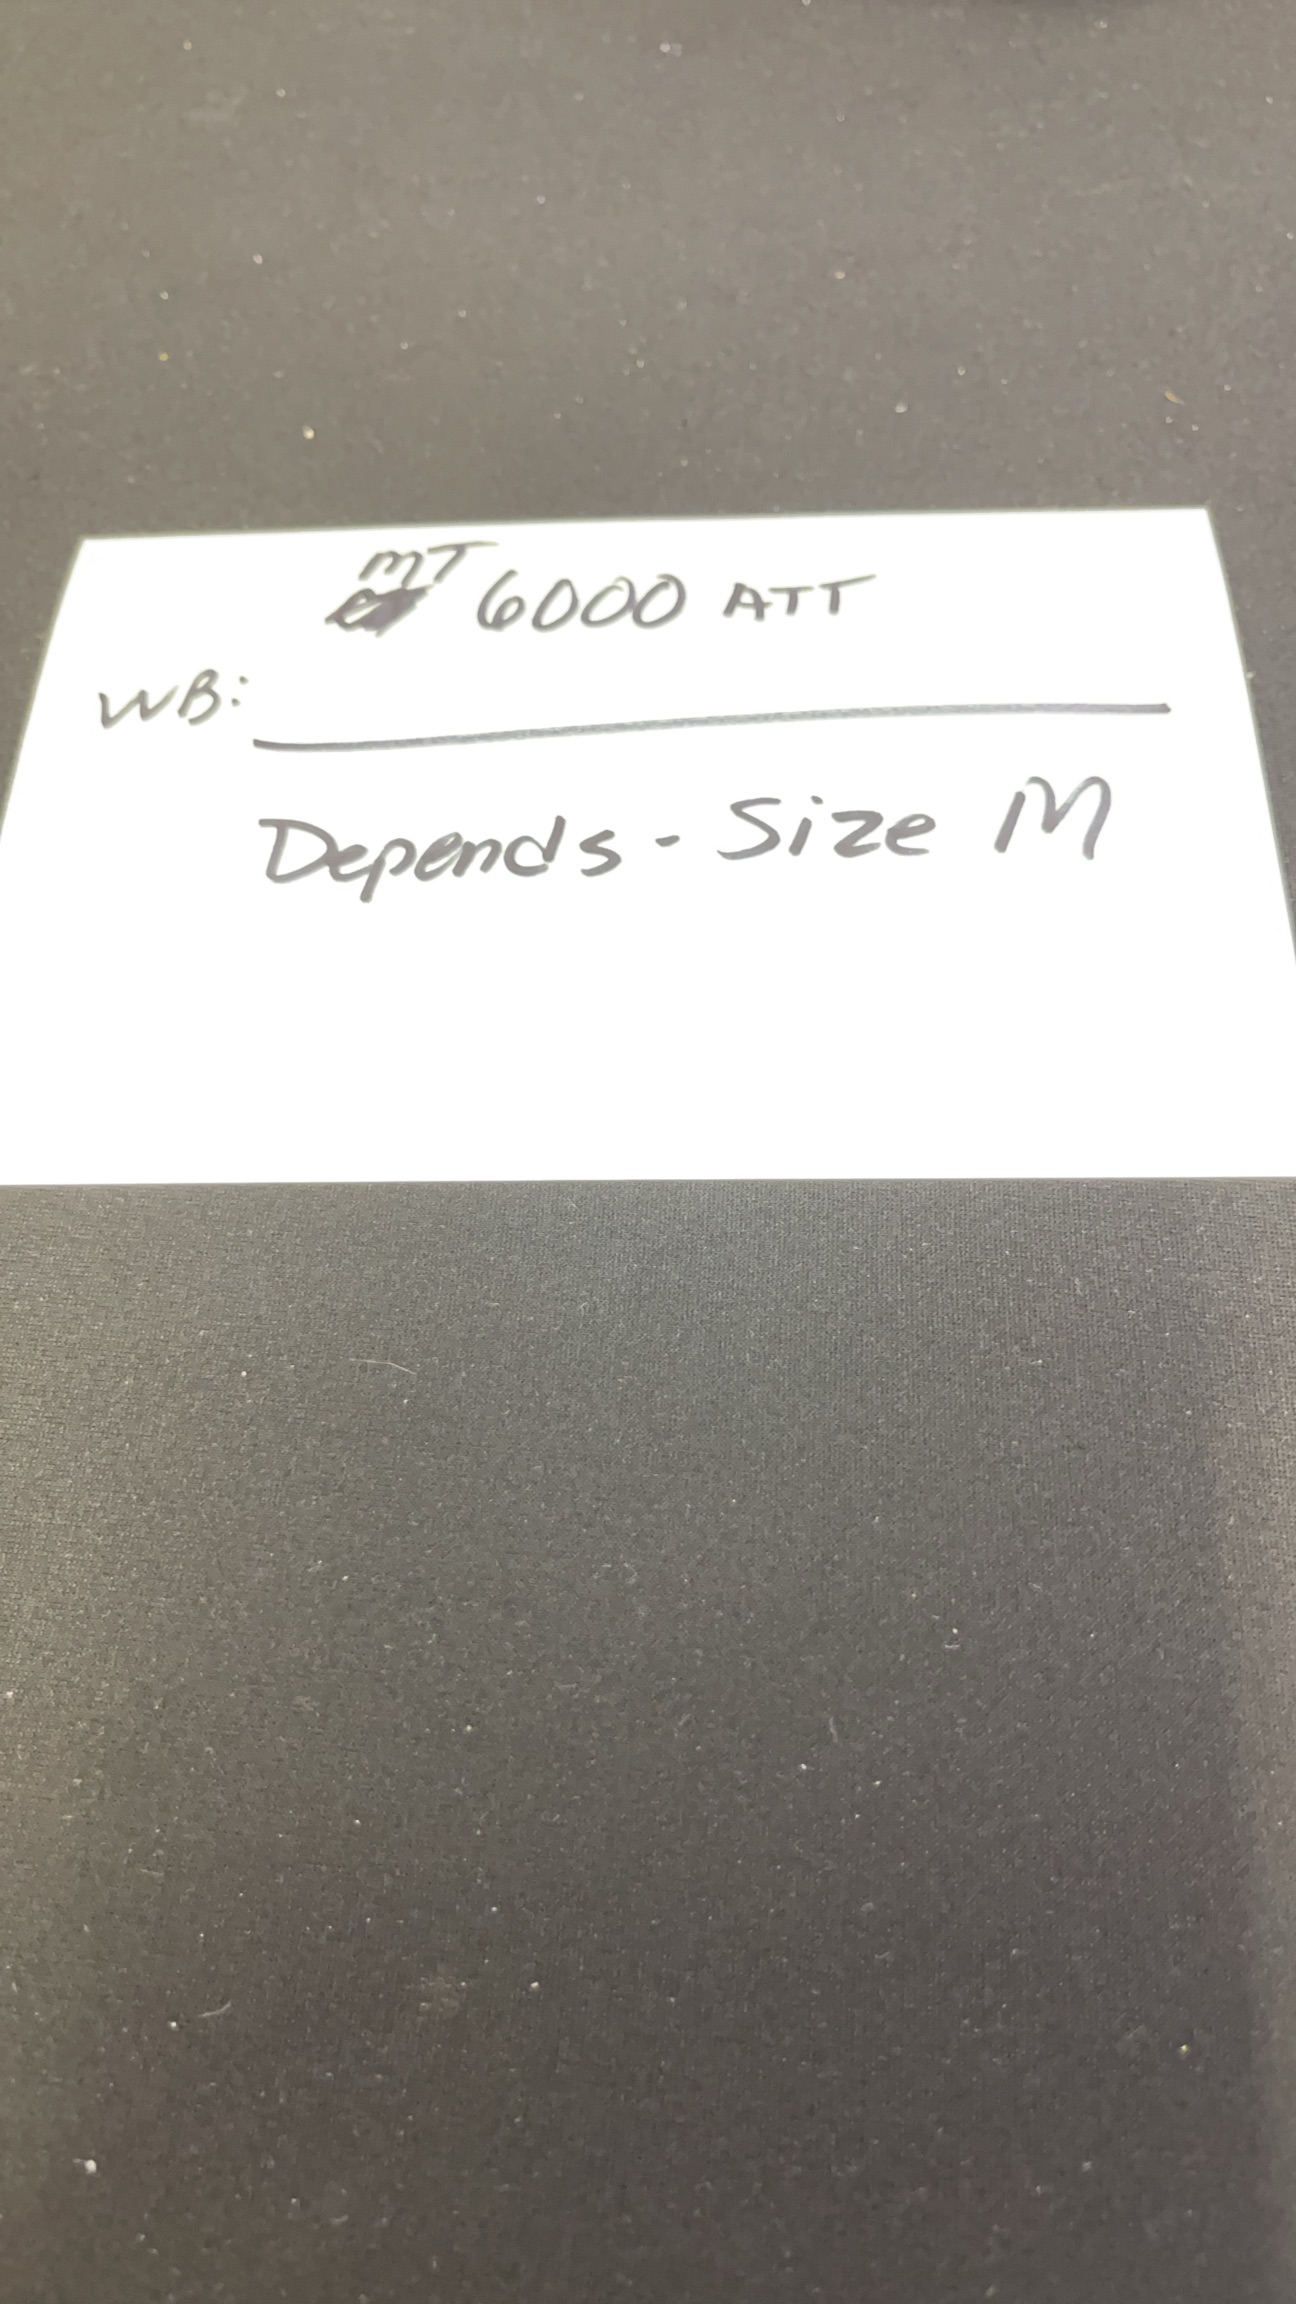 MT 6000 ATT
WB:
Depends - Size M